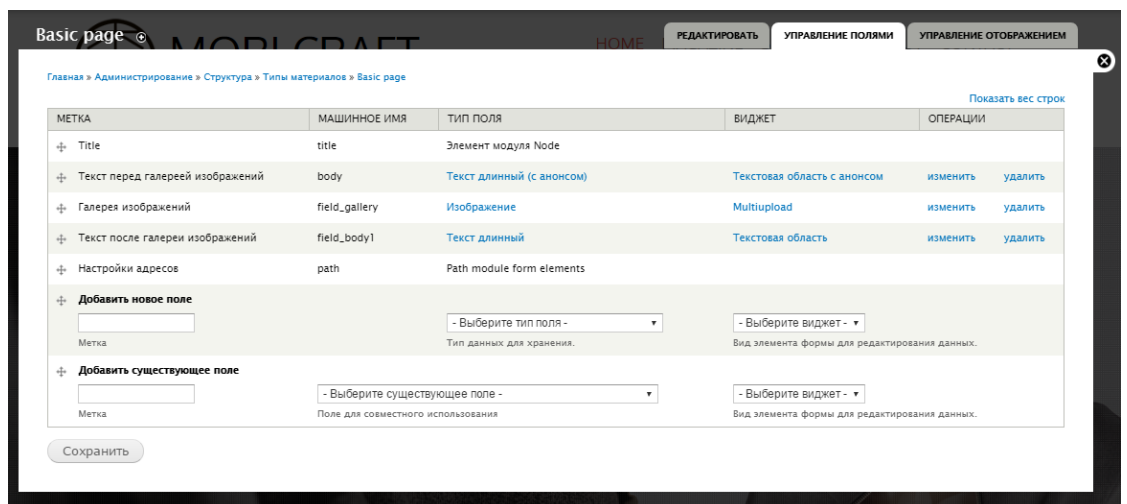 Basic page
HOME
РЕДАКТИРОВАТЬ
УПРАВЛЕНИЕ ПОЛЯМИ
УПРАВЛЕНИЕ ОТОБРАЖЕНИЕМ
Главная » Администрирование » Структура » Типы материалов » Basic page
Показать вес строк
МЕТКА МАШИННОЕ ИМЯ ТИП ПОЛЯ ВИДЖЕТ ОПЕРАЦИИ
Title title Элемент модуля Node
Текст перед галереей изображений body Текст длинный (с анонсом) Текстовая область с анонсом изменить удалить
Галерея изображений field_gallery Изображение Multiupload изменить удалить
Текст после галереи изображений field_body1 Текст длинный Текстовая область изменить удалить
Настройки адресов path Path module form elements
Добавить новое поле
- Выберите тип поля - - Выберите виджет -
Метка Тип данных для хранения. Вид элемента формы для редактирования данных.
Добавить существующее поле
- Выберите существующее поле - - Выберите виджет -
Метка Поле для совместного использования Вид элемента формы для редактирования данных.
Сохранить